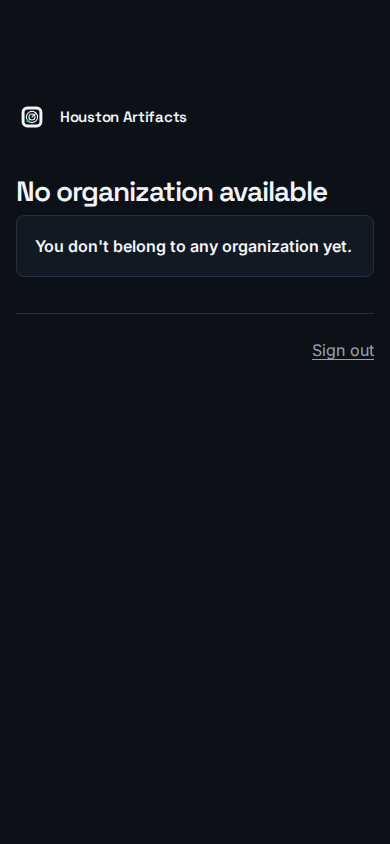 Houston Artifacts
No organization available
You don't belong to any organization yet.
Sign out